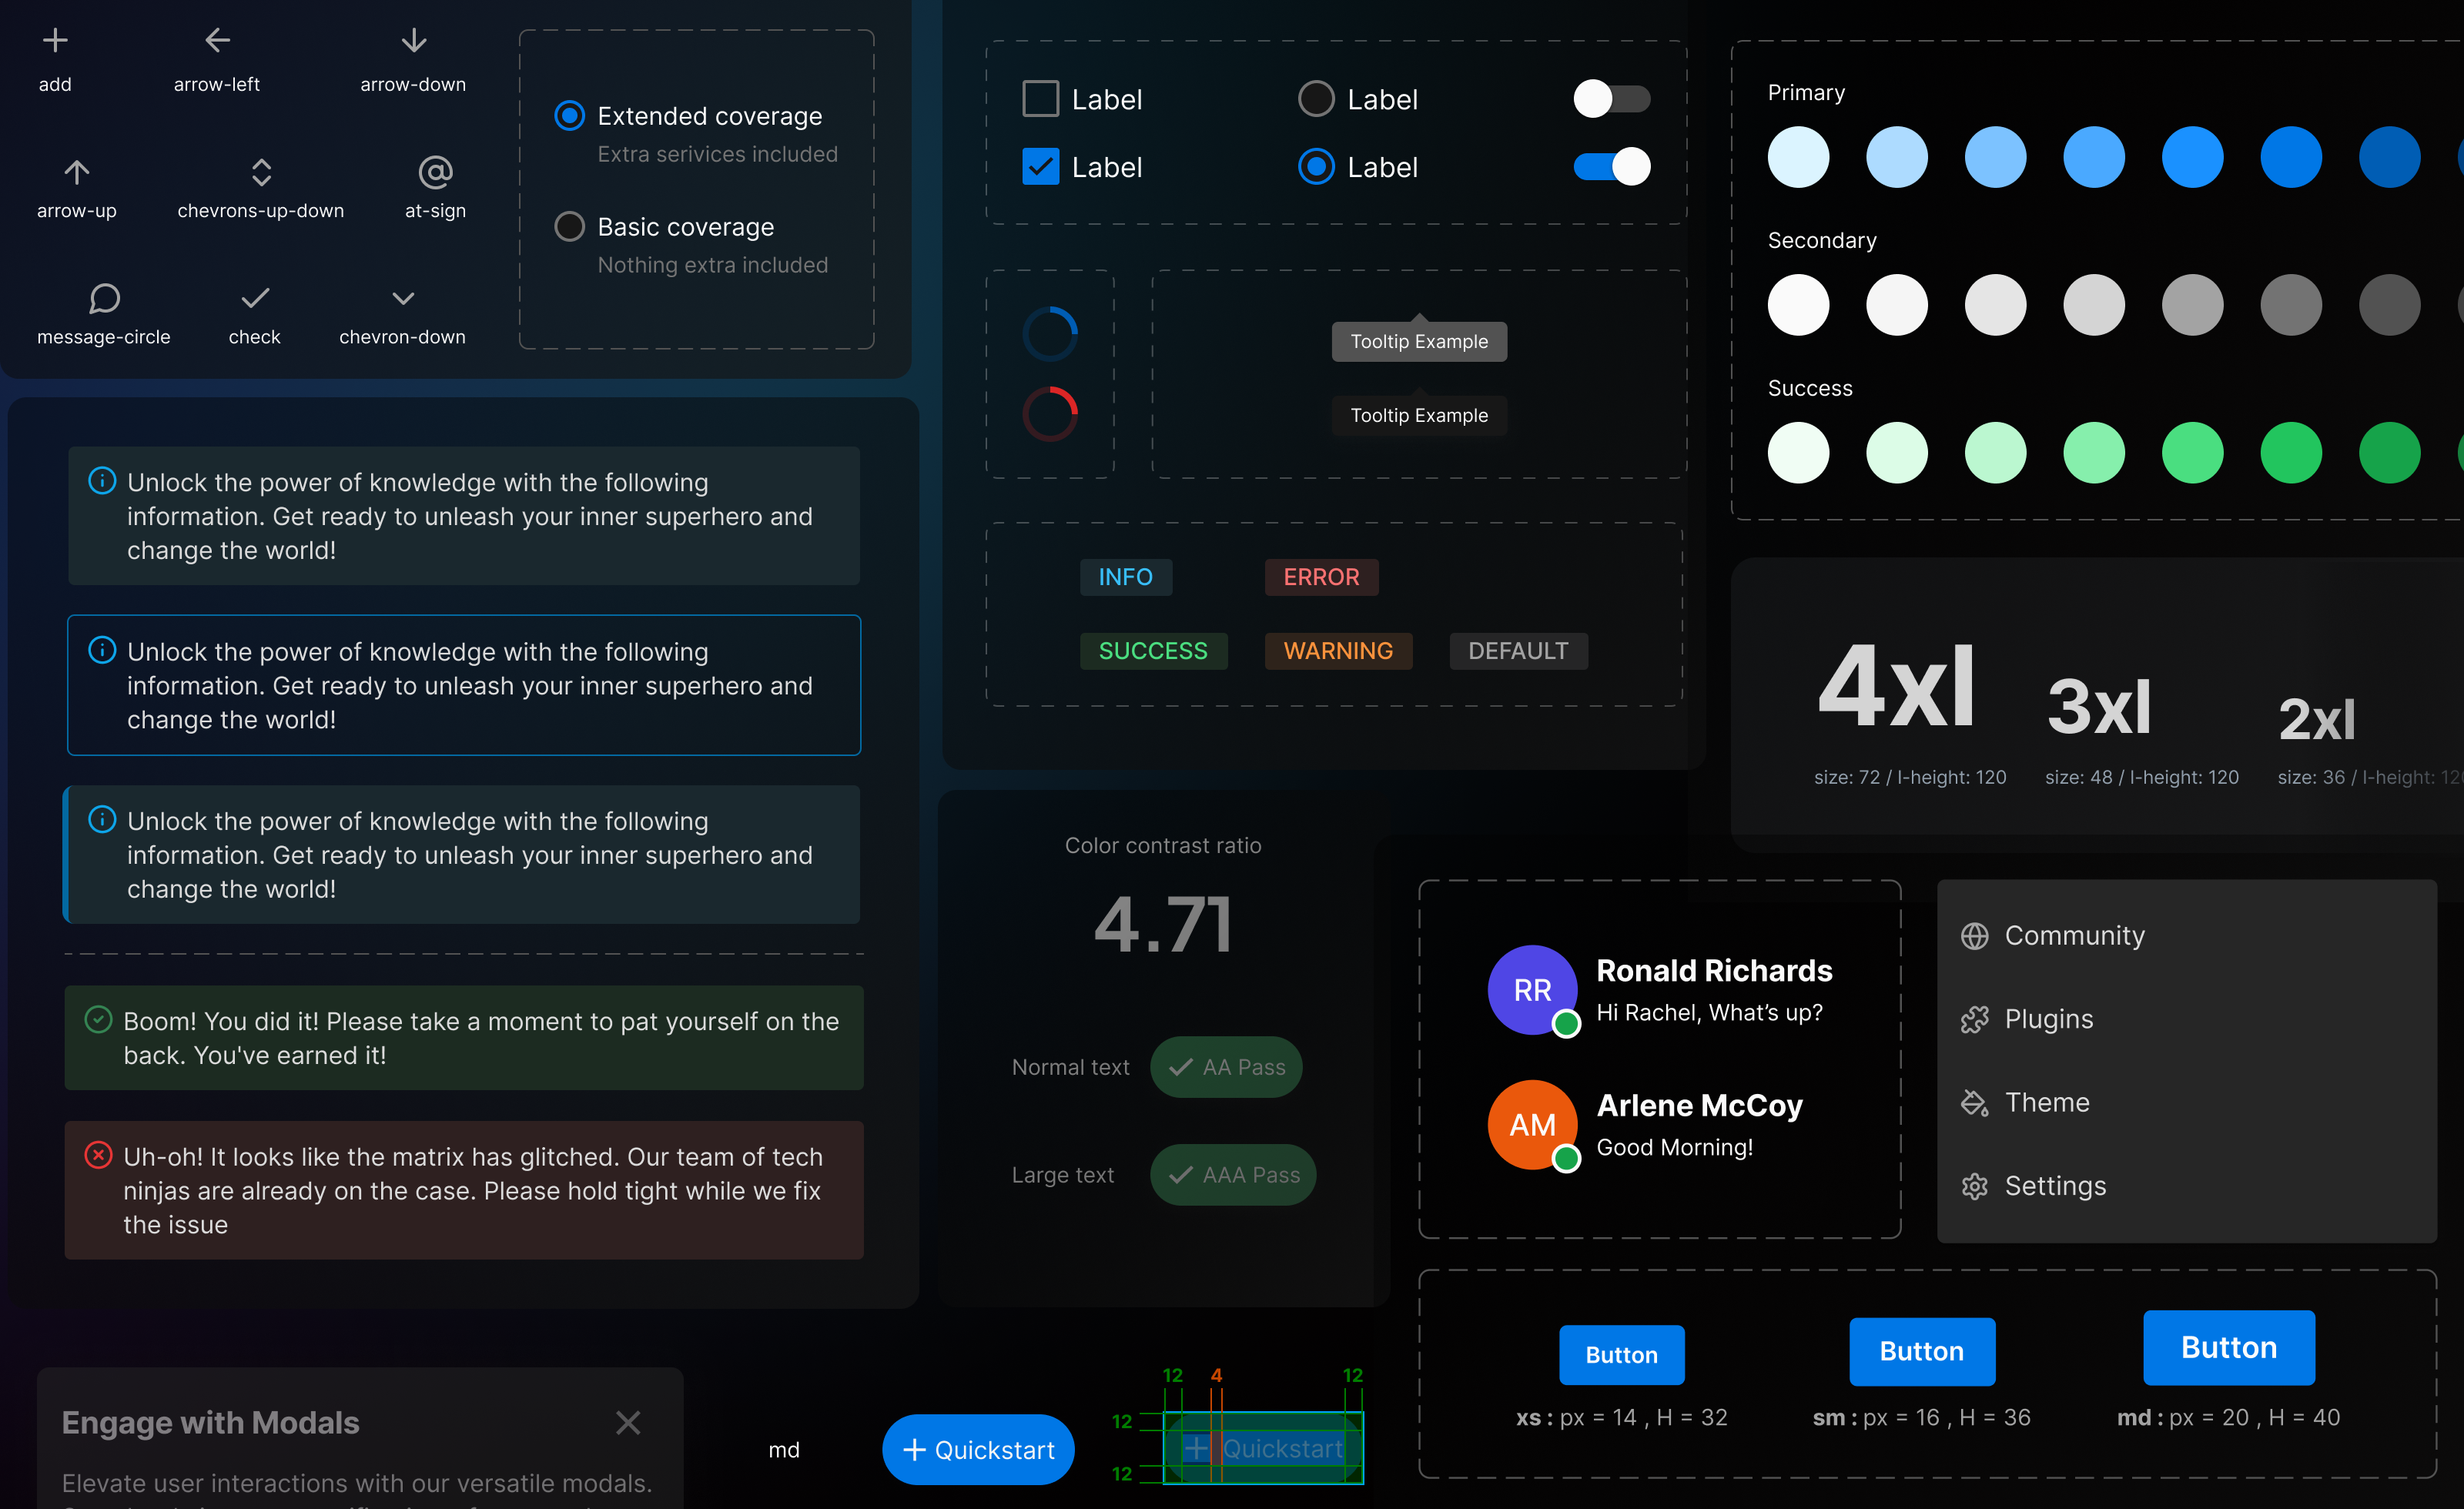 add
arrow-left
arrow-down
arrow-up
chevrons-up-down
at-sign
message-circle
check
chevron-down
Extended coverage
Extra serivices included
Basic coverage
Nothing extra included
Unlock the power of knowledge with the following
information. Get ready to unleash your inner superhero and
change the world!
Unlock the power of knowledge with the following
information. Get ready to unleash your inner superhero and
change the world!
Unlock the power of knowledge with the following
information. Get ready to unleash your inner superhero and
change the world!
Boom! You did it! Please take a moment to pat yourself on the
back. You've earned it!
Uh-oh! It looks like the matrix has glitched. Our team of tech
ninjas are already on the case. Please hold tight while we fix
the issue
Label
Label
Label
Label
Tooltip Example
Tooltip Example
INFO
ERROR
SUCCESS
WARNING
DEFAULT
Primary
Secondary
Success
4xl
size: 72 / l-height: 120
3xl
size: 48 / l-height: 120
2xl
size: 36 / l-height:
Color contrast ratio
4.71
Normal text
AA Pass
Large text
AAA Pass
RR
Ronald Richards
Hi Rachel, What's up?
AM
Arlene McCoy
Good Morning!
Community
Plugins
Theme
Settings
Button
xs : px = 14 , H = 32
Button
sm : px = 16 , H = 36
Button
md : px = 20 , H = 40
Engage with Modals
Elevate user interactions with our versatile modals.
md
Quickstart
12
4
12
12
Quickstart
12